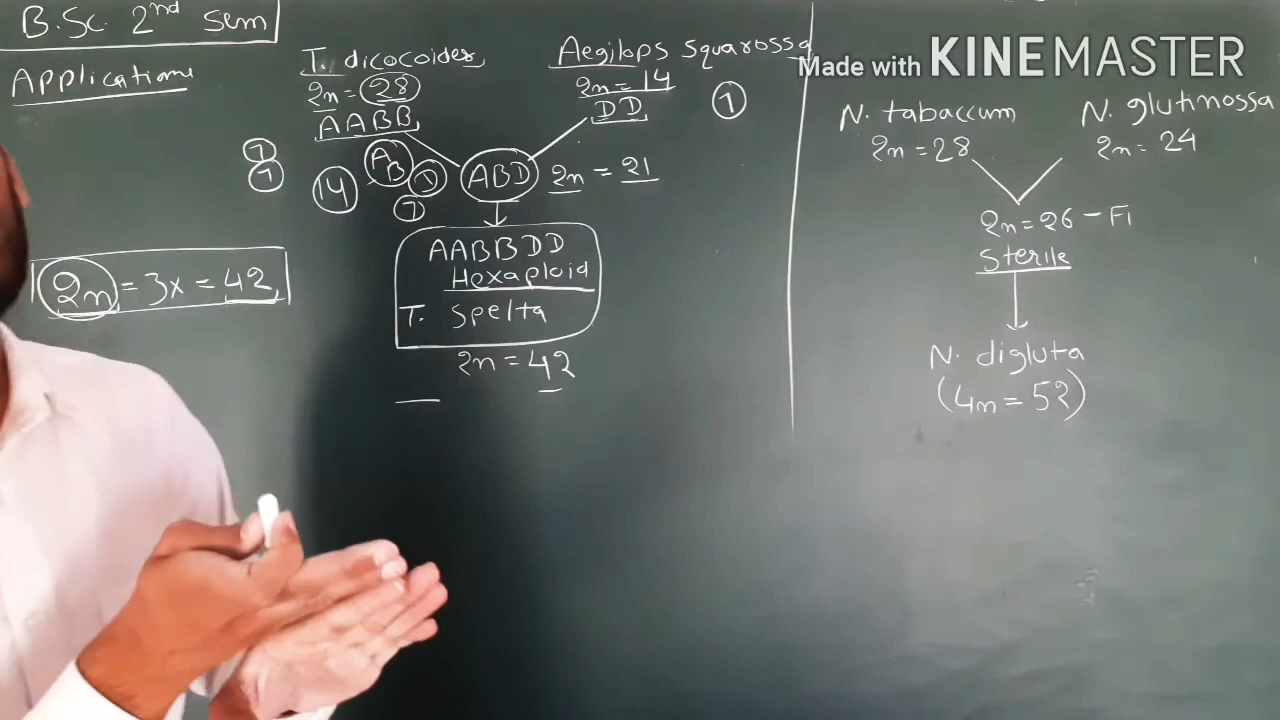 B.Sc. 2nd Sem
Applications
T. dicocoides
2n = 28
AABB
Aegilops squarossa
2n = 14
DD
7
7
7
14
A
B
D
7
ABD
2n = 21
AABBDD
Hexaploid
T. Spelta
2n = 42
2n = 3x = 42
Made with KINEMASTER
N. tabaccum
2n = 28
N. glutinossa
2n = 24
2n = 26 - F1
Sterile
N. digluta
(4n = 52)